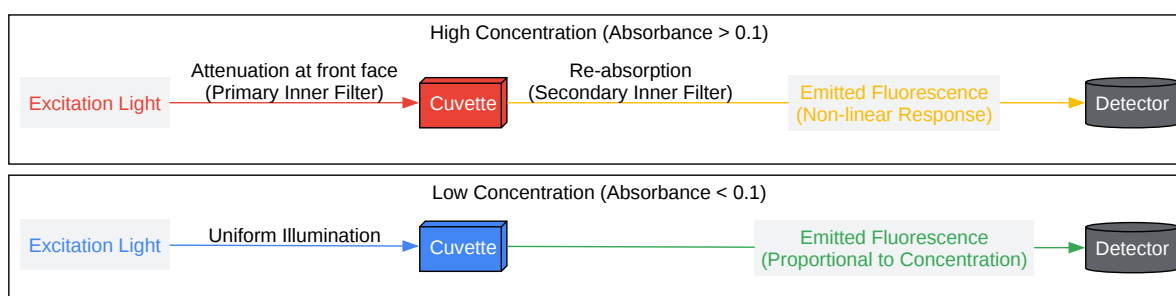 High Concentration (Absorbance > 0.1)
Excitation Light
Attenuation at front face
(Primary Inner Filter)
Cuvette
Re-absorption
(Secondary Inner Filter)
Emitted Fluorescence
(Non-linear Response)
Detector
Low Concentration (Absorbance < 0.1)
Excitation Light
Uniform Illumination
Cuvette
Emitted Fluorescence
(Proportional to Concentration)
Detector